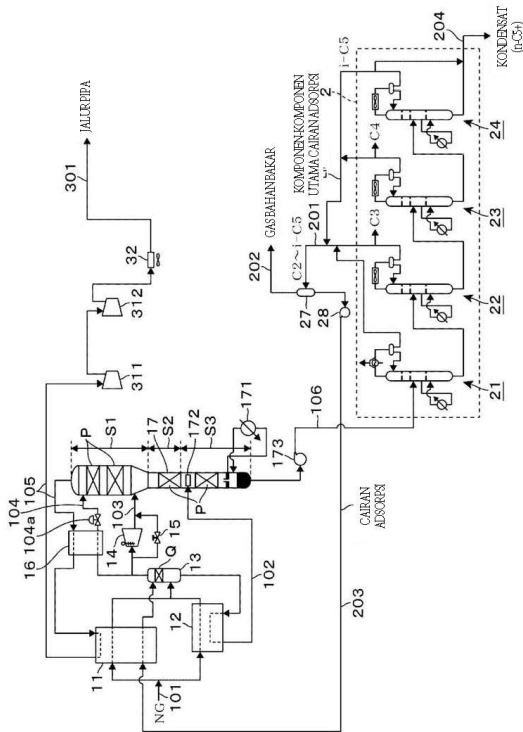 JALUR PIPA
301
32
312
311
GAS BAHAN BAKAR
202
C2~i-C5
201
27
28
KOMPONEN-KOMPONEN
UTAMA CAIRAN ADSORPSI
2
i-C5
204
KONDENSAT
(n-C5+)
C4
C3
24
23
22
21
S1
S2
S3
P
17
172
171
P
173
106
104
105
104a
103
16
14
15
Q
13
102
12
11
NG
101
CAIRAN
ADSORPSI
203